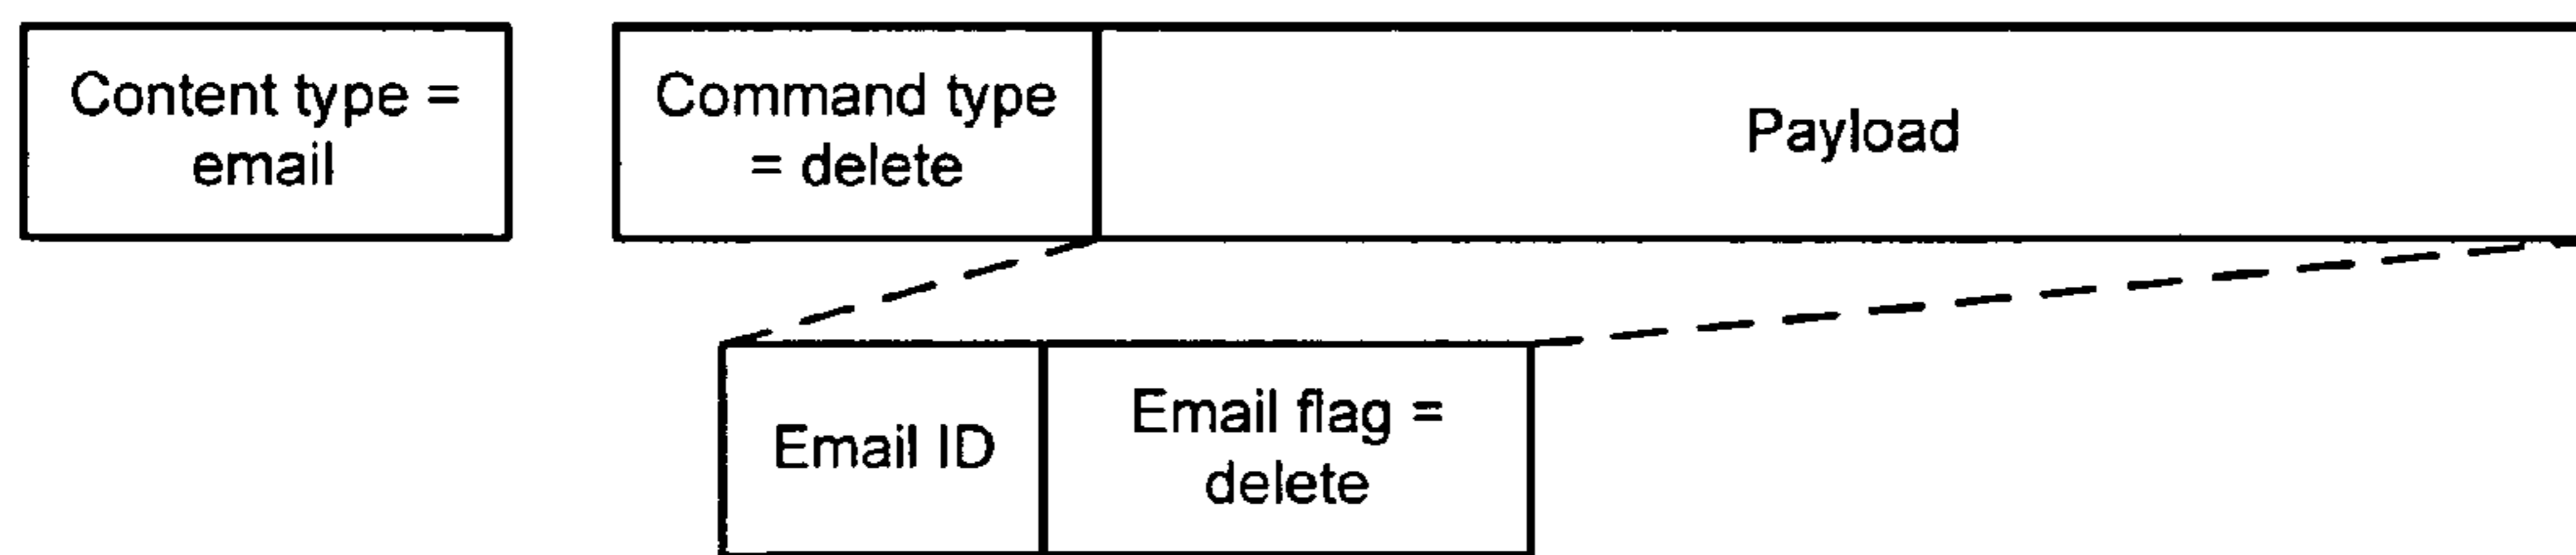 Content type =
email
Command type
= delete
Payload
Email ID
Email flag =
delete